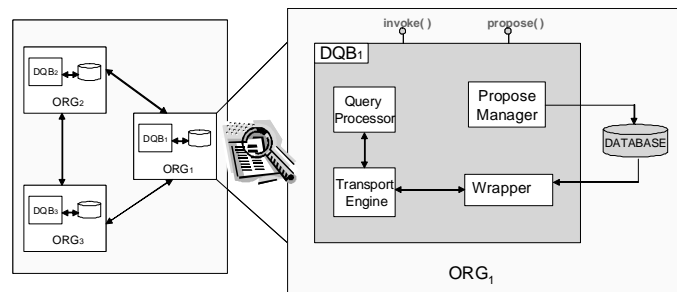 DQB2
ORG2
DQB1
ORG1
DQB3
ORG3
invoke( )
propose( )
DQB1
Query
Processor
Propose
Manager
DATABASE
Transport
Engine
Wrapper
ORG1